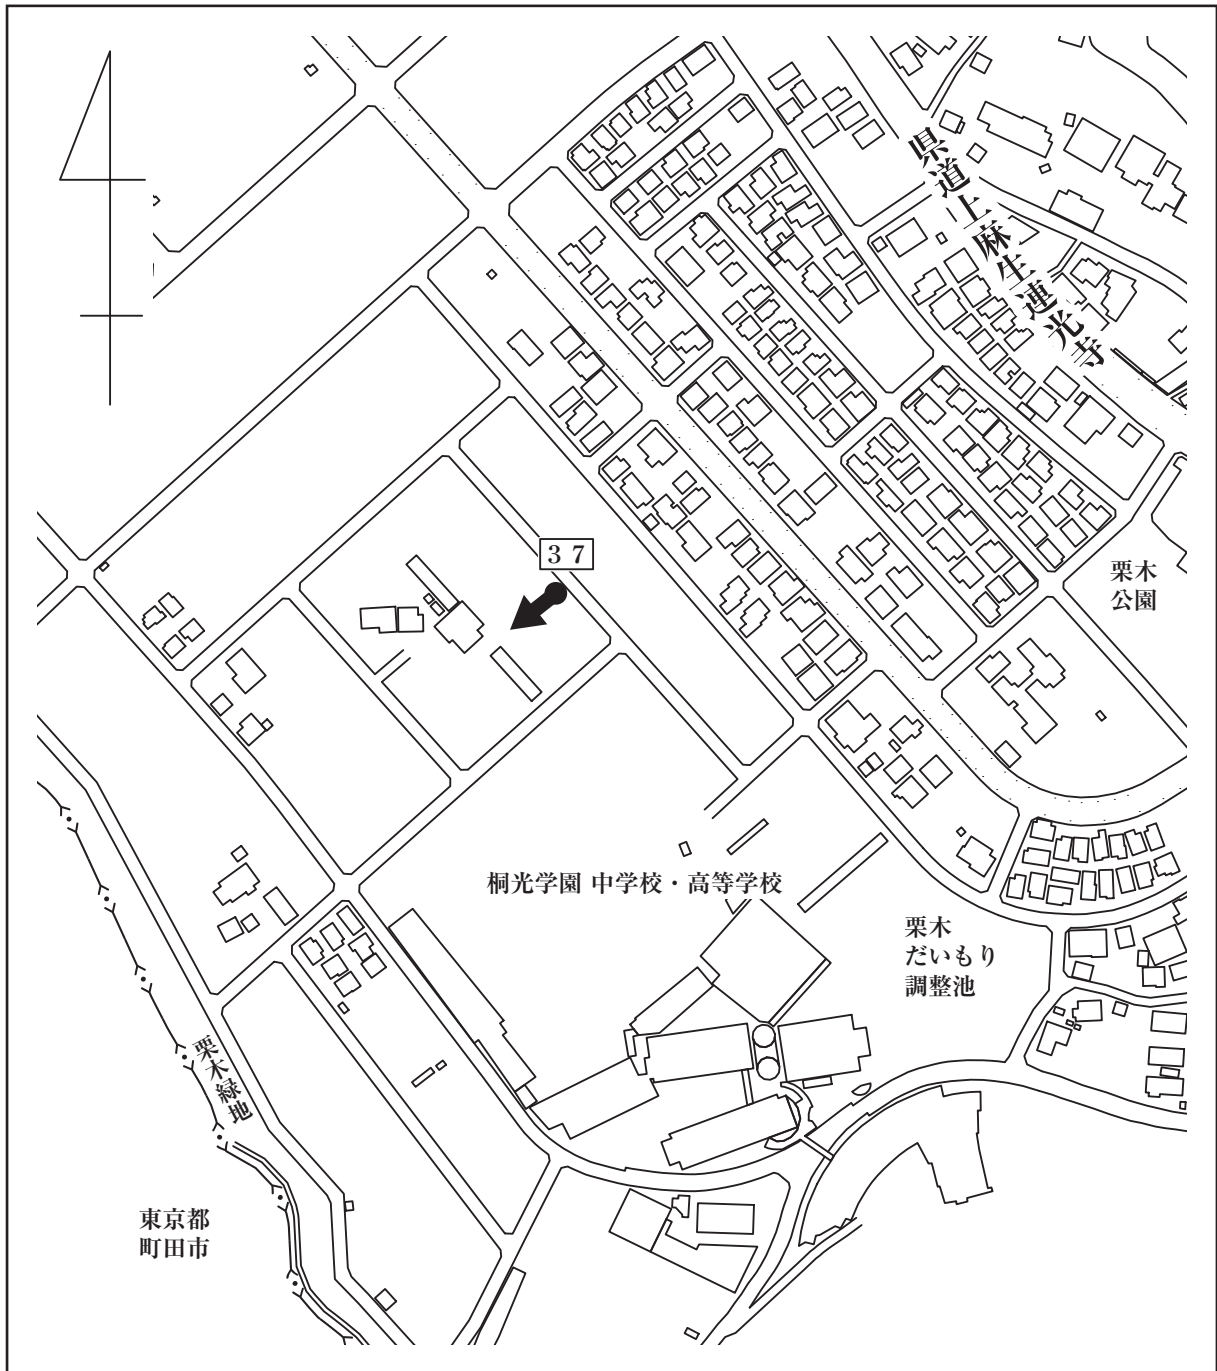 県道上麻生連光寺
３７
栗木
公園
桐光学園 中学校・高等学校
栗木
だいもり
調整池
栗木緑地
東京都
町田市